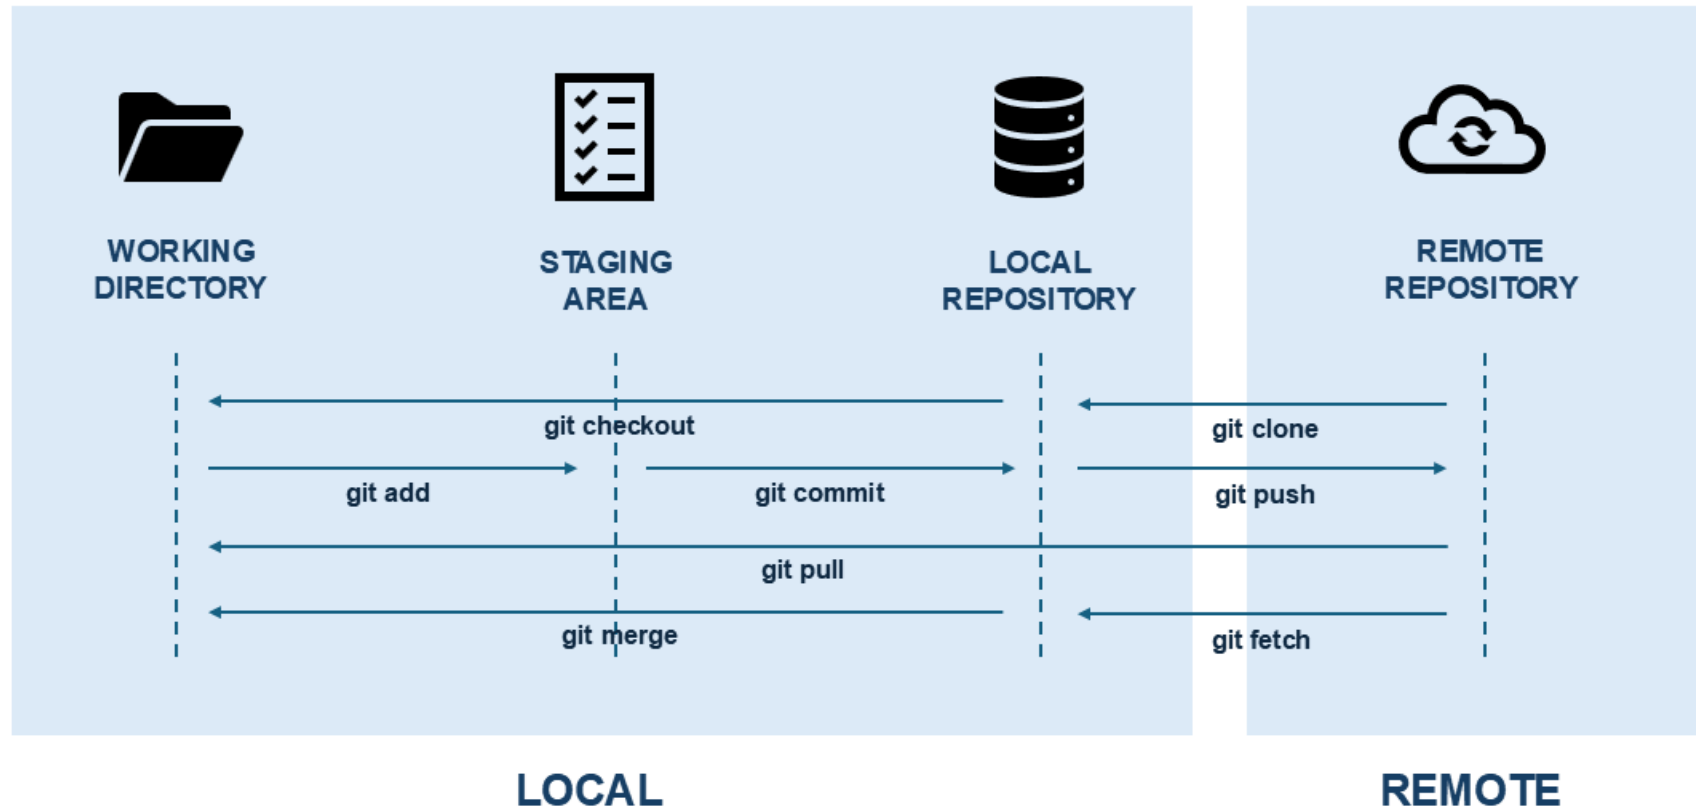 WORKING
DIRECTORY
STAGING
AREA
LOCAL
REPOSITORY
REMOTE
REPOSITORY
git checkout
git clone
git add
git commit
git push
git pull
git merge
git fetch
LOCAL
REMOTE